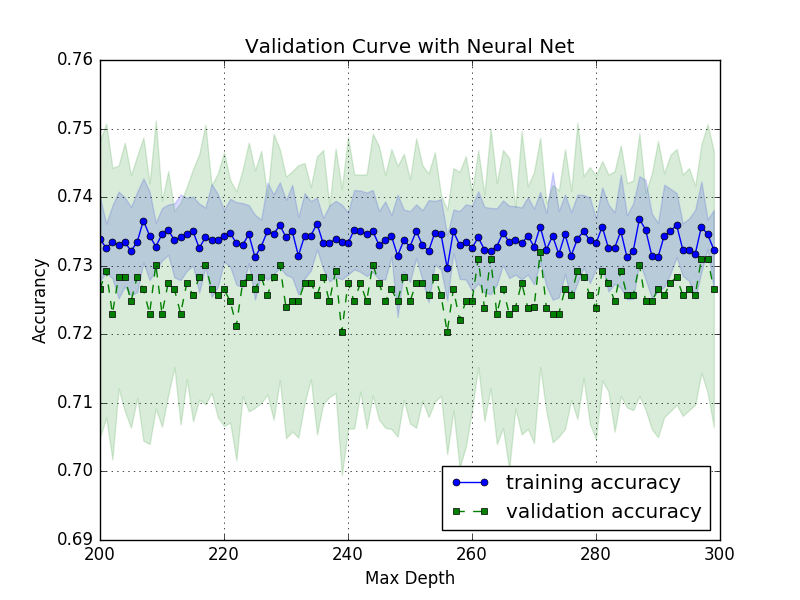 Validation Curve with Neural Net
0.76
0.75
0.74
0.73
0.72
0.71
0.70
0.69
Accurancy
200 220 240 260 280 300
Max Depth
training accuracy
validation accuracy